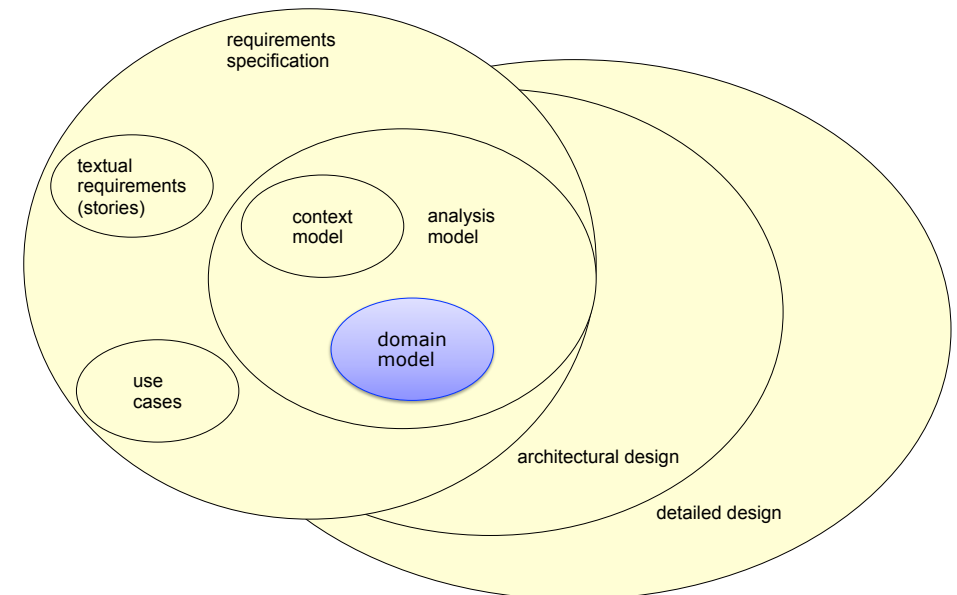 requirements
specification
textual
requirements
(stories)
context
model
analysis
model
domain
model
use
cases
architectural design
detailed design